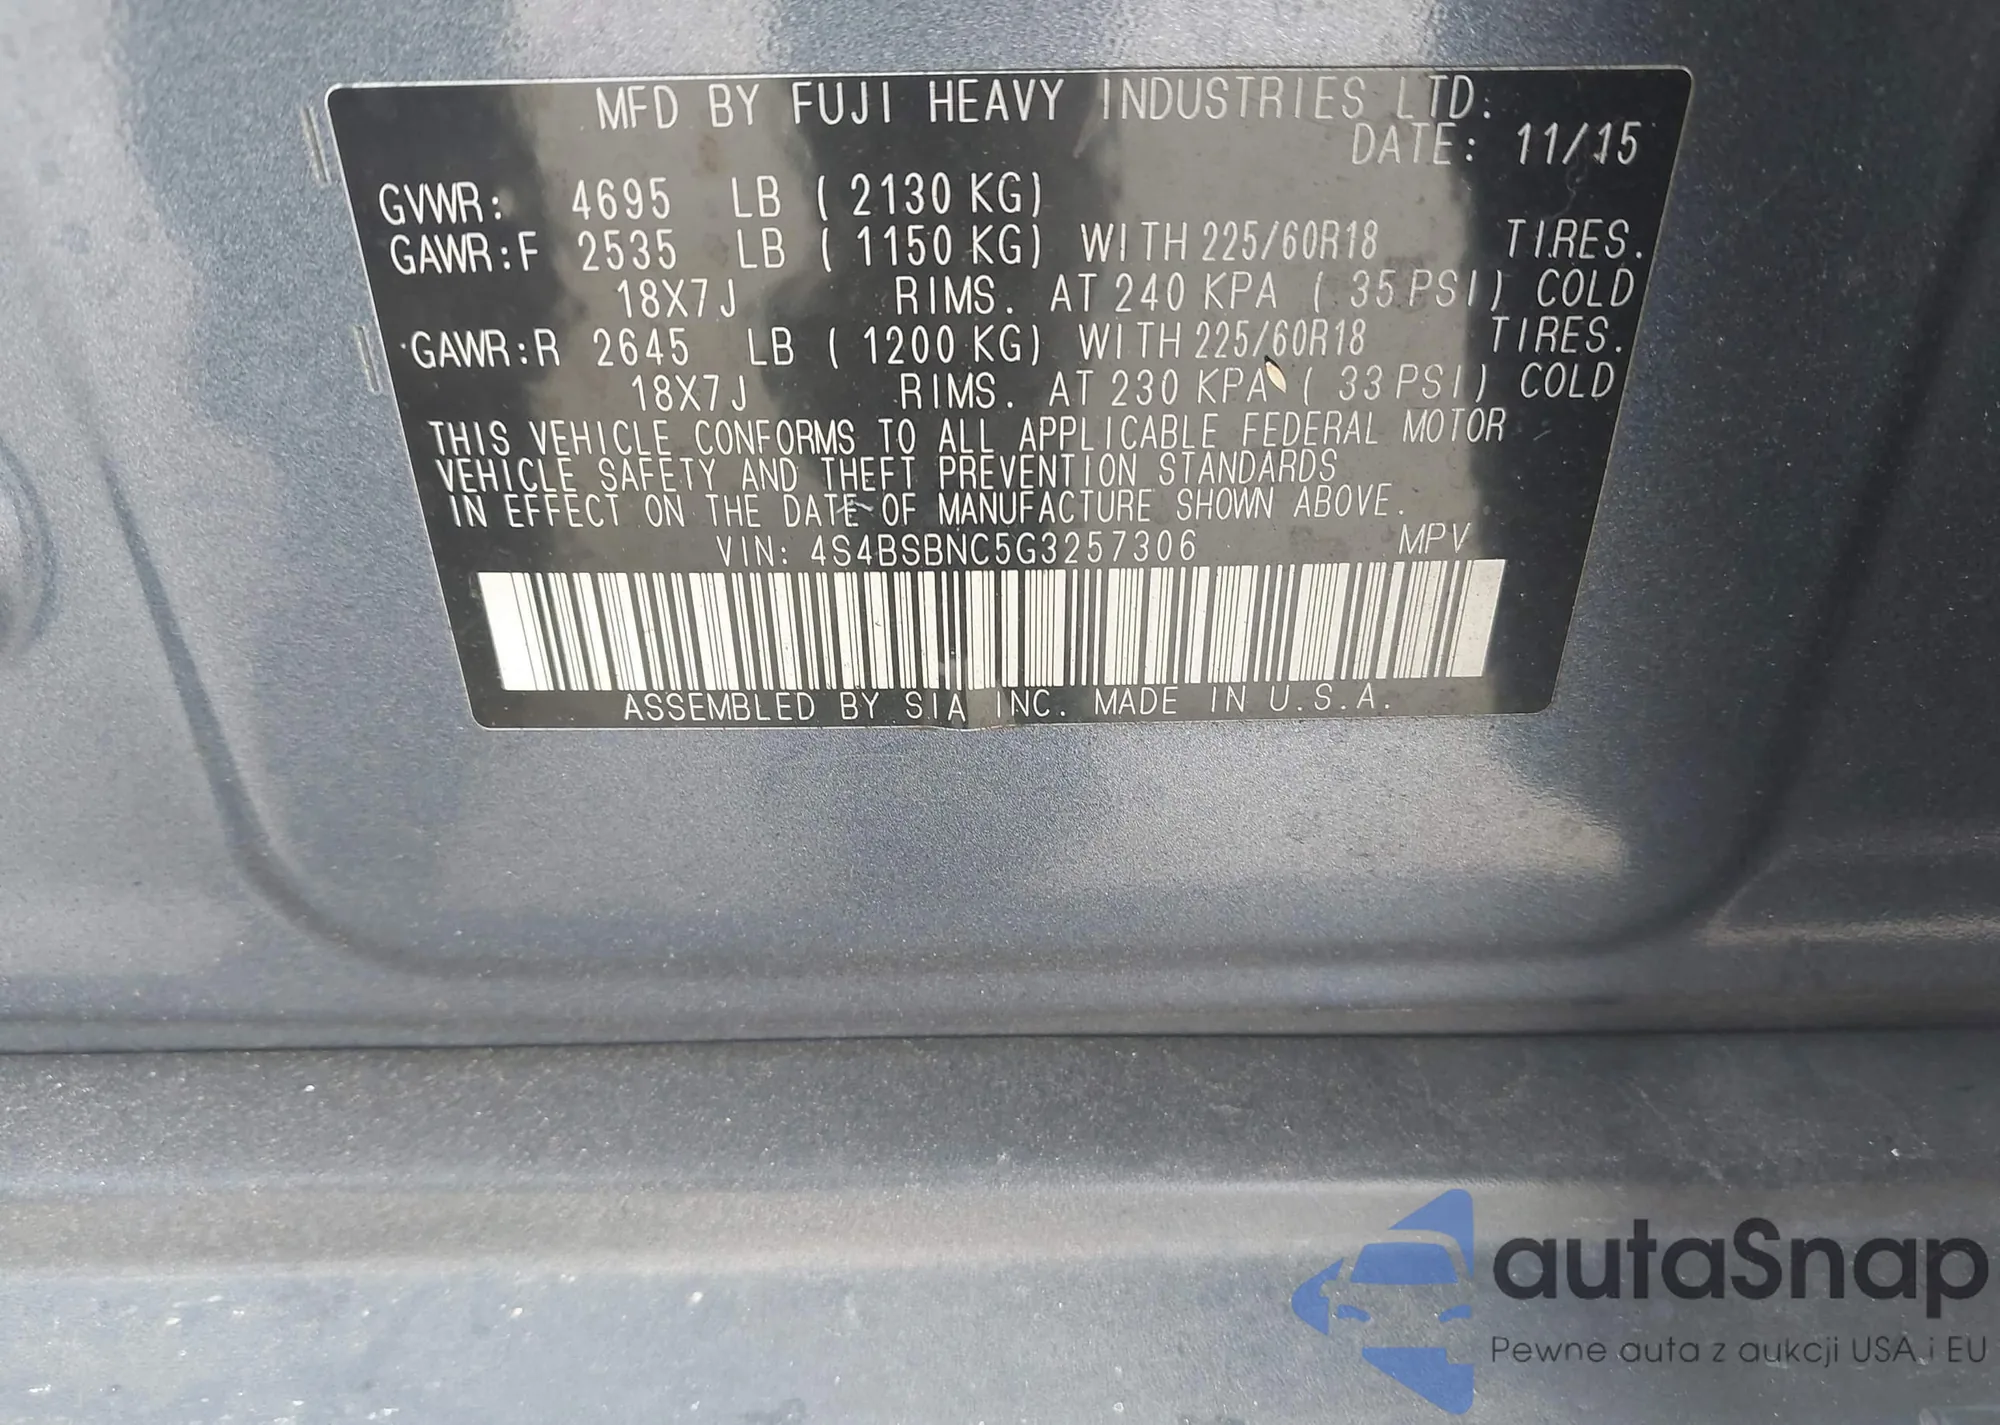 MFD BY FUJI HEAVY INDUSTRIES LTD.
DATE: 11/15
GVWR: 4695 LB ( 2130 KG)
GAWR:F 2535 LB ( 1150 KG) WITH 225/60R18 TIRES.
18X7J RIMS. AT 240 KPA ( 35 PSI) COLD
GAWR:R 2645 LB ( 1200 KG) WITH 225/60R18 TIRES.
18X7J RIMS. AT 230 KPA ( 33 PSI) COLD
THIS VEHICLE CONFORMS TO ALL APPLICABLE FEDERAL MOTOR
VEHICLE SAFETY AND THEFT PREVENTION STANDARDS
IN EFFECT ON THE DATE OF MANUFACTURE SHOWN ABOVE.
VIN: 4S4BSBNC5G3257306 MPV
ASSEMBLED BY SIA INC. MADE IN U.S.A.
autaSnap
Pewne auta z aukcji USA i EU